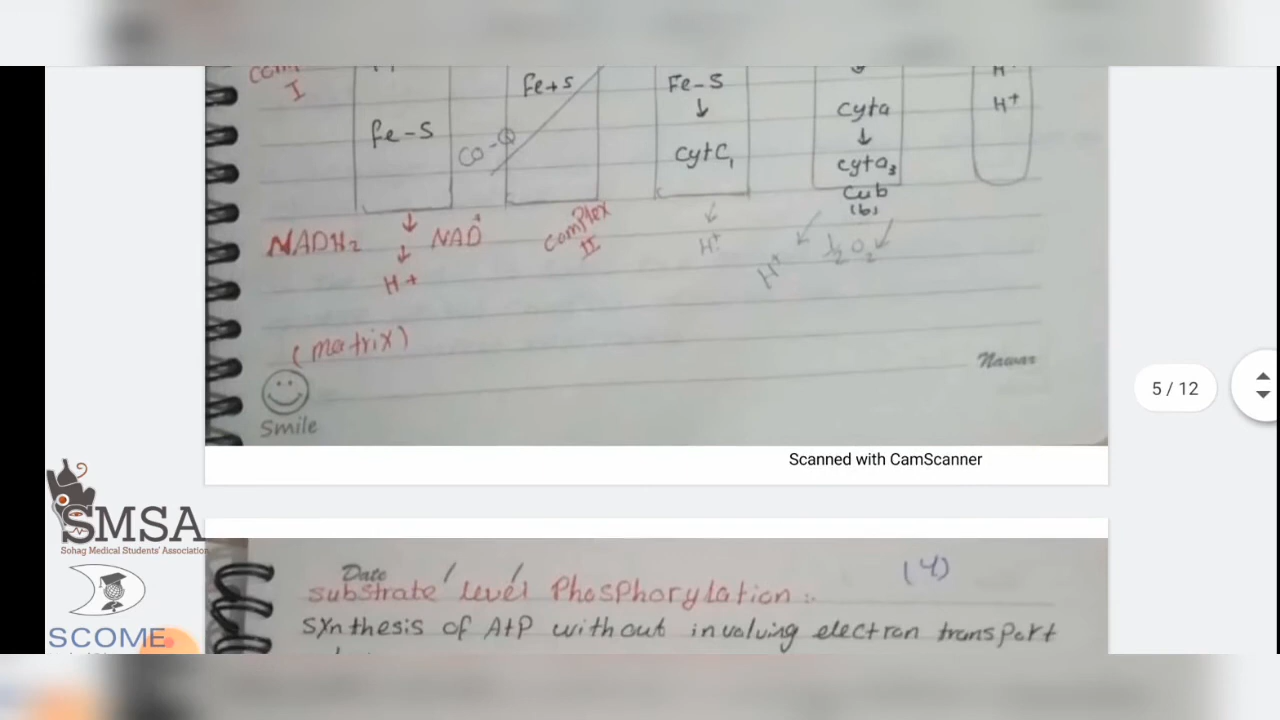 I
Fe+S
Fe-S
↓
CytC₁
Cyta
↓
Cyta₃
Cub
(b)
H+
H+
Fe-S
Co-Q
NADH₂
↓
↓
H+
NAD+
Complex
II
↓
H+
H+
½ O₂
(matrix)
Nawar
Smile
5 / 12
Scanned with CamScanner
SMSA
Sohag Medical Students' Association
SCOME
Date / /
(4)
substrate level Phosphorylation :.
synthesis of AtP without involving electron transport